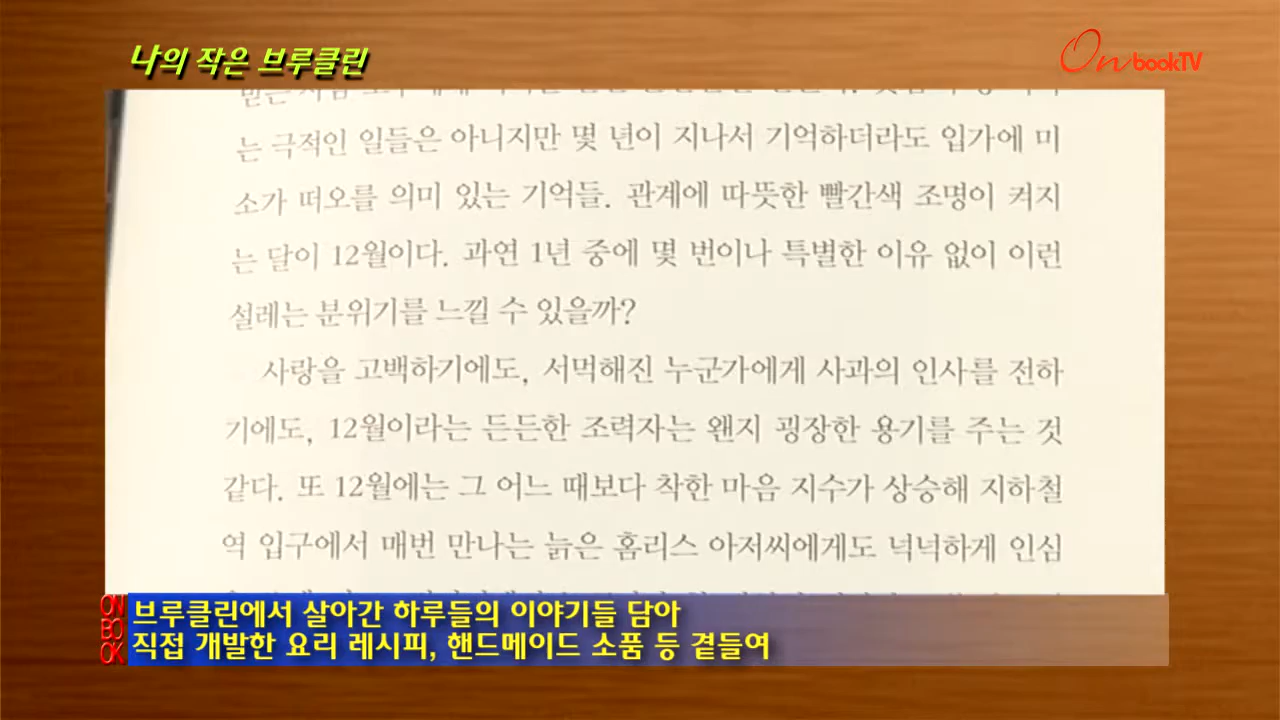 나의 작은 브루클린
On bookTV
는 극적인 일들은 아니지만 몇 년이 지나서 기억하더라도 입가에 미
소가 떠오를 의미 있는 기억들. 관계에 따뜻한 빨간색 조명이 켜지
는 달이 12월이다. 과연 1년 중에 몇 번이나 특별한 이유 없이 이런
설레는 분위기를 느낄 수 있을까?
사랑을 고백하기에도, 서먹해진 누군가에게 사과의 인사를 전하
기에도, 12월이라는 든든한 조력자는 왠지 굉장한 용기를 주는 것
같다. 또 12월에는 그 어느 때보다 착한 마음 지수가 상승해 지하철
역 입구에서 매번 만나는 늙은 홈리스 아저씨에게도 넉넉하게 인심
ON
BO
OK
브루클린에서 살아간 하루들의 이야기들 담아
직접 개발한 요리 레시피, 핸드메이드 소품 등 곁들여